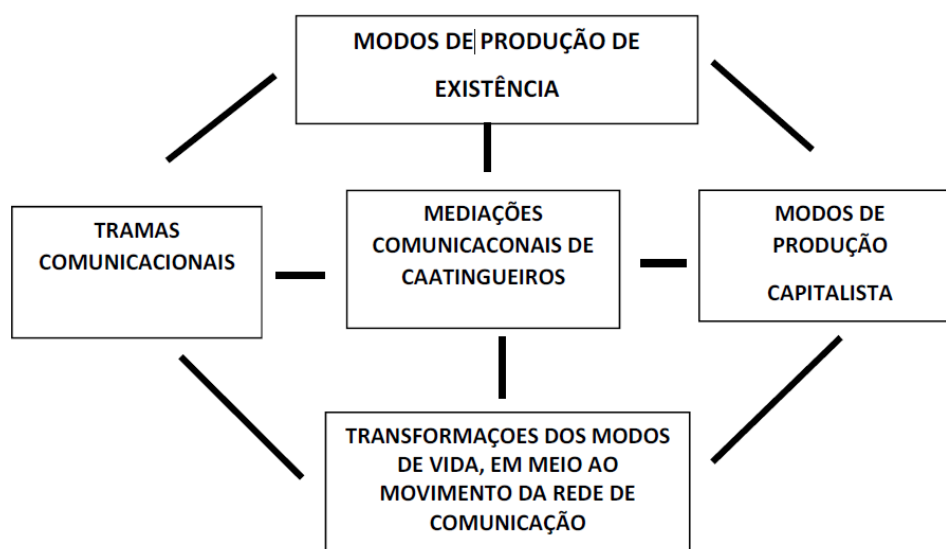 MODOS DE PRODUÇÃO DE
EXISTÊNCIA
TRAMAS
COMUNICACIONAIS
MEDIAÇÕES
COMUNICACONAIS DE
CAATINGUEIROS
MODOS DE
PRODUÇÃO
CAPITALISTA
TRANSFORMAÇOES DOS MODOS
DE VIDA, EM MEIO AO
MOVIMENTO DA REDE DE
COMUNICAÇÃO